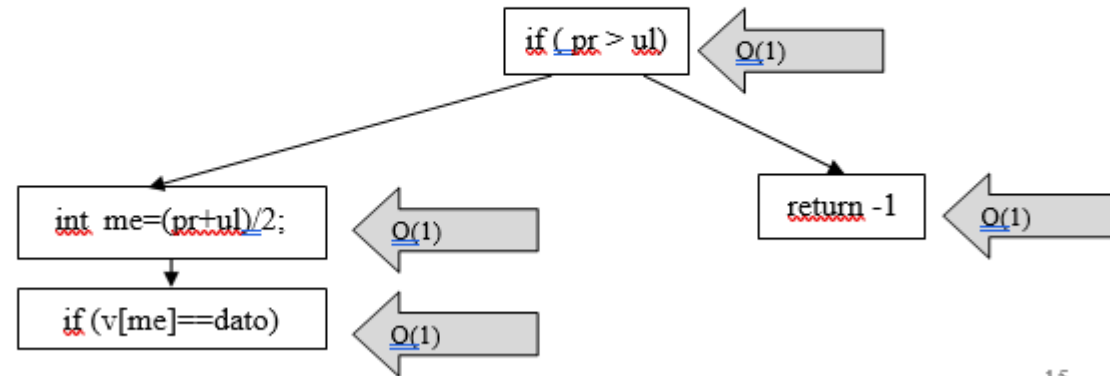 if ( pr > ul)
O(1)
int me=(pr+ul)/2;
O(1)
return -1
O(1)
if (v[me]==dato)
O(1)